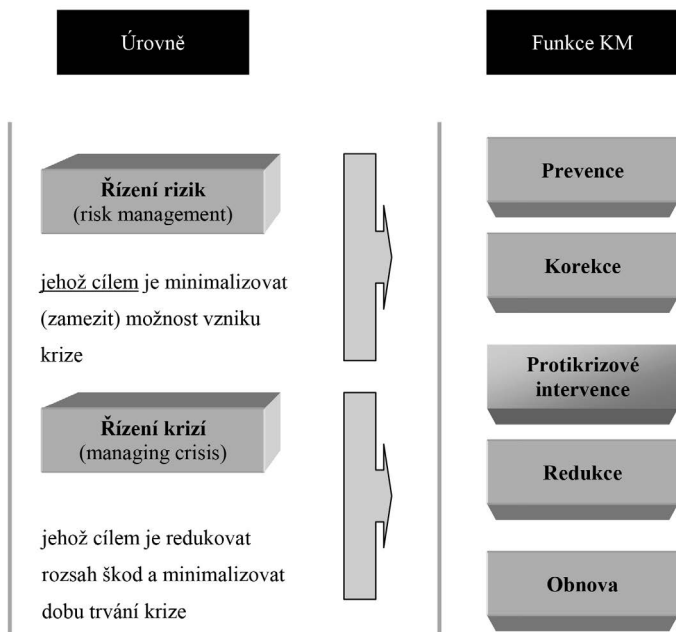 Úrovně
Funkce KM
Řízení rizik
(risk management)
jehož cílem je minimalizovat
(zamezit) možnost vzniku
krize
Řízení krizí
(managing crisis)
jehož cílem je redukovat
rozsah škod a minimalizovat
dobu trvání krize
Prevence
Korekce
Protikrizové
intervence
Redukce
Obnova